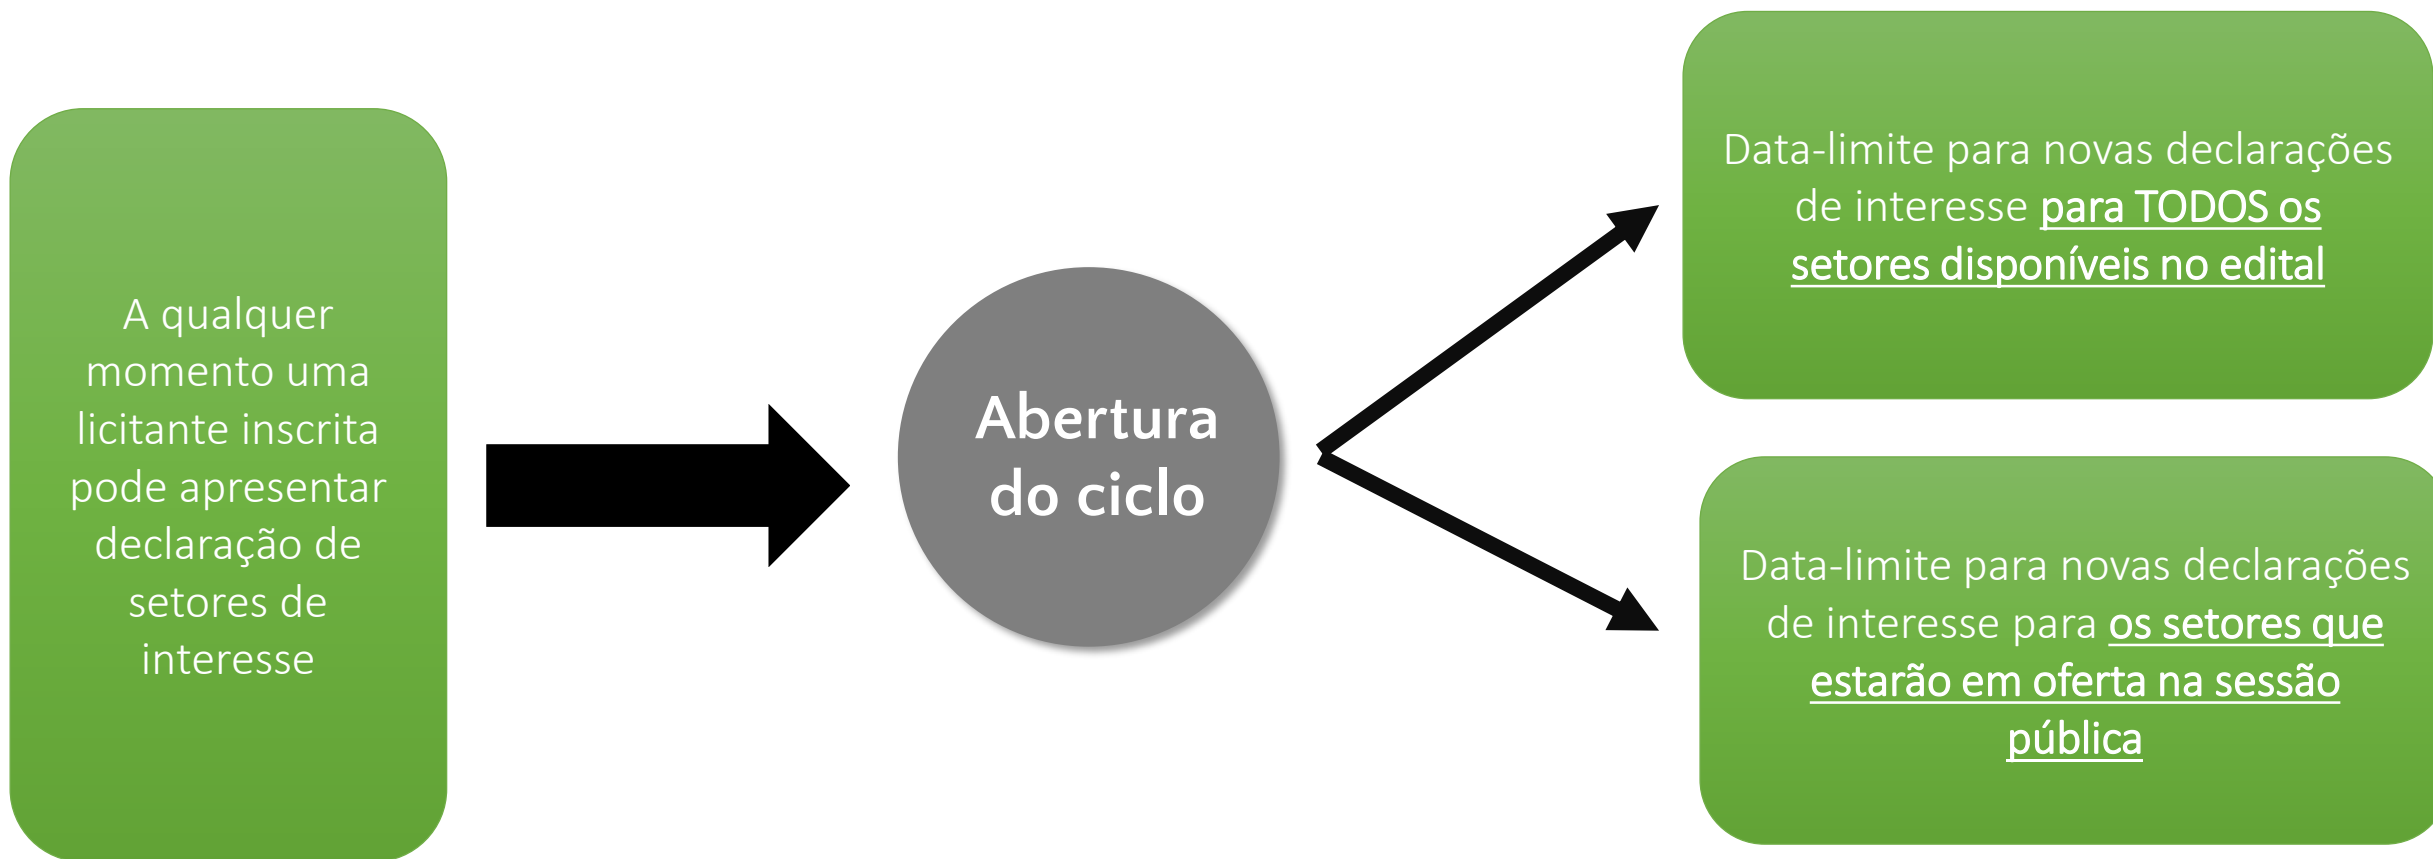 A qualquer
momento uma
licitante inscrita
pode apresentar
declaração de
setores de
interesse
Abertura
do ciclo
Data-limite para novas declarações
de interesse para TODOS os
setores disponíveis no edital
Data-limite para novas declarações
de interesse para os setores que
estarão em oferta na sessão
pública